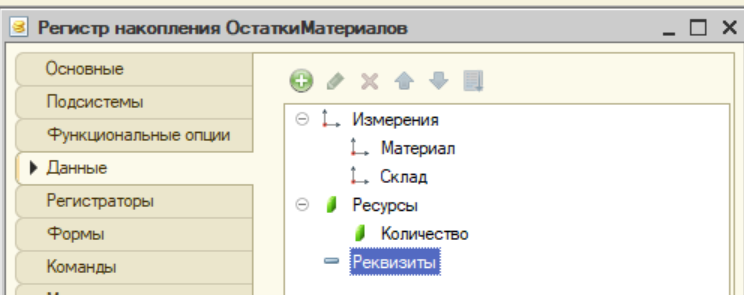 Регистр накопления ОстаткиМатериалов
Основные
Подсистемы
Функциональные опции
Данные
Регистраторы
Формы
Команды
Измерения
Материал
Склад
Ресурсы
Количество
Реквизиты